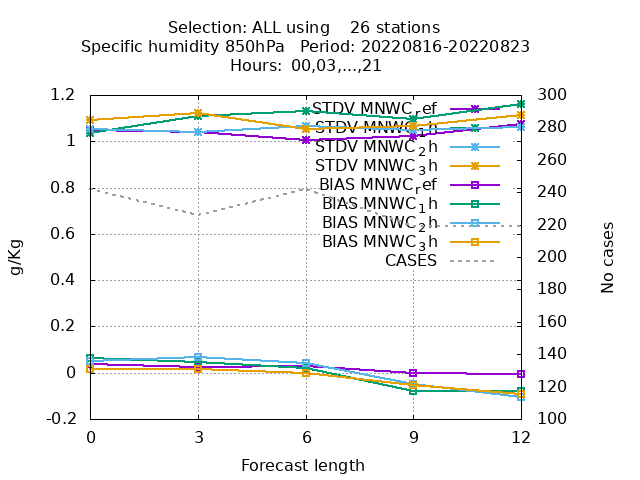 Selection: ALL using    26 stations
Specific humidity 850hPa   Period: 20220816-20220823
Hours: 00,03,...,21
g/Kg
1.2
1
0.8
0.6
0.4
0.2
0
-0.2
STDV MNWC_ref
STDV MNWC_1h
STDV MNWC_2h
STDV MNWC_3h
BIAS MNWC_ref
BIAS MNWC_1h
BIAS MNWC_2h
BIAS MNWC_3h
CASES
300
280
260
240
220
200
180
160
140
120
100
No cases
0 3 6 9 12
Forecast length